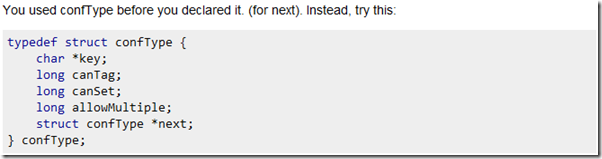 You used confType before you declared it. (for next). Instead, try this:
typedef struct confType {
    char *key;
    long canTag;
    long canSet;
    long allowMultiple;
    struct confType *next;
} confType;